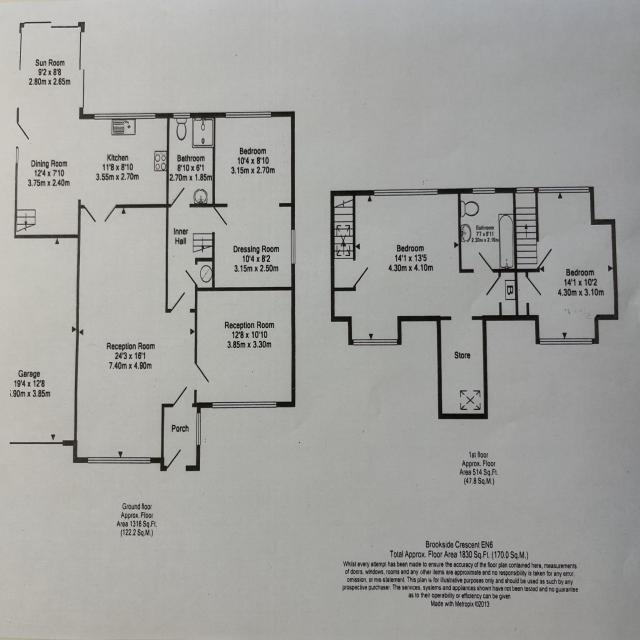 Sun Room
9'2 x 8'8
2.80m x 2.65m
Dining Room
12'4 x 7'10
3.75m x 2.40m
Kitchen
11'8 x 8'10
3.55m x 2.70m
Bathroom
8'10 x 6'1
2.70m x 1.85m
Bedroom
10'4 x 8'10
3.15m x 2.70m
Inner
Hall
Dressing Room
10'4 x 8'2
3.15m x 2.50m
Reception Room
24'3 x 16'1
7.40m x 4.90m
Reception Room
12'8 x 10'10
3.85m x 3.30m
Garage
19'4 x 12'8
.90m x 3.85m
Porch
Ground floor
Approx. Floor
Area 1316 Sq.Ft.
(122.2 Sq.M.)
Bedroom
14'1 x 13'5
4.30m x 4.10m
Bathroom
B
Bedroom
14'1 x 10'2
4.30m x 3.10m
Store
1st floor
Approx. Floor
Area 514 Sq.Ft.
(47.8 Sq.M.)
Brookside Crescent EN6
Total Approx. Floor Area 1830 Sq.Ft. (170.0 Sq.M.)
Whilst every attempt has been made to ensure the accuracy of the floor plan contained here, measurements
of doors, windows, rooms and any other items are approximate and no responsibility is taken for any error,
omission, or mis-statement. This plan is for illustrative purposes only and should be used as such by any
prospective purchaser. The services, systems and appliances shown have not been tested and no guarantee
as to their operability or efficiency can be given
Made with Metropix ©2013